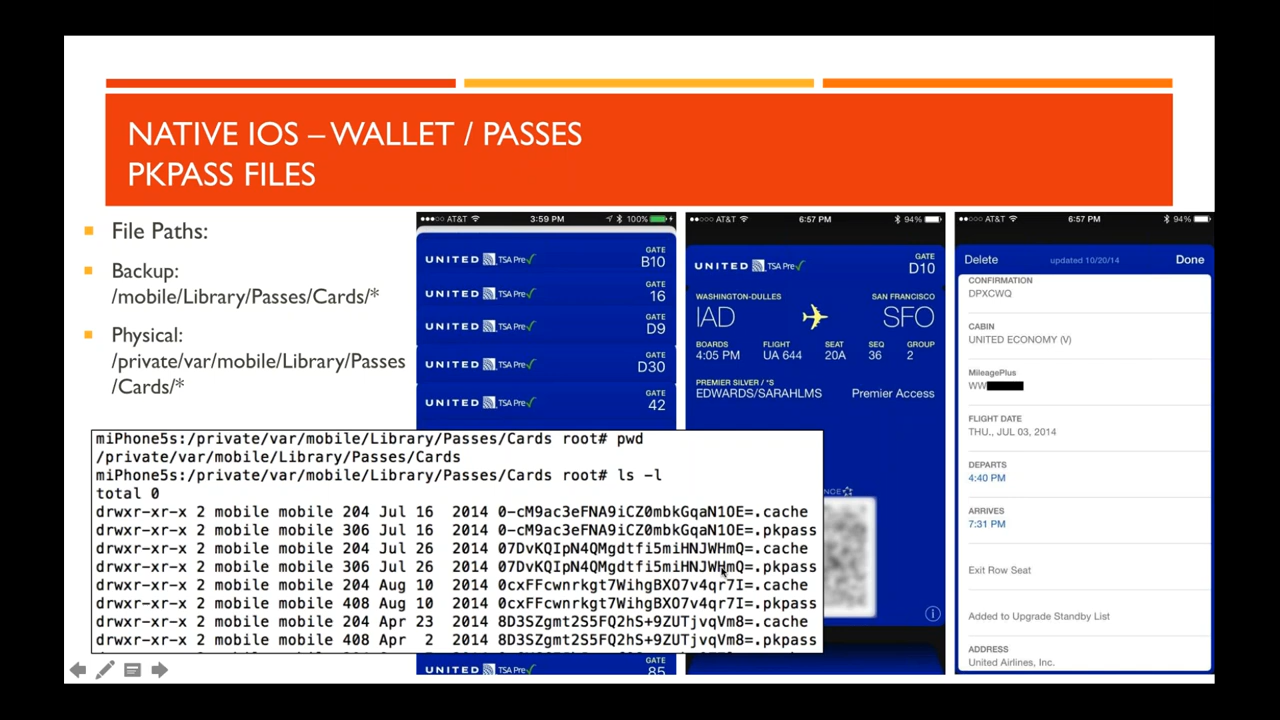 NATIVE IOS – WALLET / PASSES
PKPASS FILES
File Paths:
Backup:
/mobile/Library/Passes/Cards/*
Physical:
/private/var/mobile/Library/Passes
/Cards/*
AT&T 3:59 PM 100%
GATE
UNITED TSA Pre B10
GATE
UNITED TSA Pre 16
GATE
UNITED TSA Pre D9
GATE
UNITED TSA Pre D30
GATE
UNITED TSA Pre 42
GATE
UNITED TSA Pre 85
AT&T 6:57 PM 94%
GATE
UNITED TSA Pre D10
WASHINGTON-DULLES SAN FRANCISCO
IAD SFO
BOARDS FLIGHT SEAT SEQ GROUP
4:05 PM UA 644 20A 36 2
PREMIER SILVER / *S
EDWARDS/SARAHLMS Premier Access
AT&T 6:57 PM 94%
Delete updated 10/20/14 Done
CONFIRMATION
DPXCWQ
CABIN
UNITED ECONOMY (V)
MileagePlus
WW
FLIGHT DATE
THU., JUL 03, 2014
DEPARTS
4:40 PM
ARRIVES
7:31 PM
Exit Row Seat
Added to Upgrade Standby List
ADDRESS
United Airlines, Inc.
miPhone5s:/private/var/mobile/Library/Passes/Cards root# pwd
/private/var/mobile/Library/Passes/Cards
miPhone5s:/private/var/mobile/Library/Passes/Cards root# ls -l
total 0
drwxr-xr-x 2 mobile mobile 204 Jul 16 2014 0-cM9ac3eFNA9iCZ0mbkGqaN1OE=.cache
drwxr-xr-x 2 mobile mobile 306 Jul 16 2014 0-cM9ac3eFNA9iCZ0mbkGqaN1OE=.pkpass
drwxr-xr-x 2 mobile mobile 204 Jul 26 2014 07DvKQIpN4QMgdtfi5miHNJWHmQ=.cache
drwxr-xr-x 2 mobile mobile 306 Jul 26 2014 07DvKQIpN4QMgdtfi5miHNJWHmQ=.pkpass
drwxr-xr-x 2 mobile mobile 204 Aug 10 2014 0cxFFcwnrkgt7WihgBXO7v4qr7I=.cache
drwxr-xr-x 2 mobile mobile 408 Aug 10 2014 0cxFFcwnrkgt7WihgBXO7v4qr7I=.pkpass
drwxr-xr-x 2 mobile mobile 204 Apr 23 2014 8D3SZgmt2S5FQ2hS+9ZUTjvqVm8=.cache
drwxr-xr-x 2 mobile mobile 408 Apr 2 2014 8D3SZgmt2S5FQ2hS+9ZUTjvqVm8=.pkpass